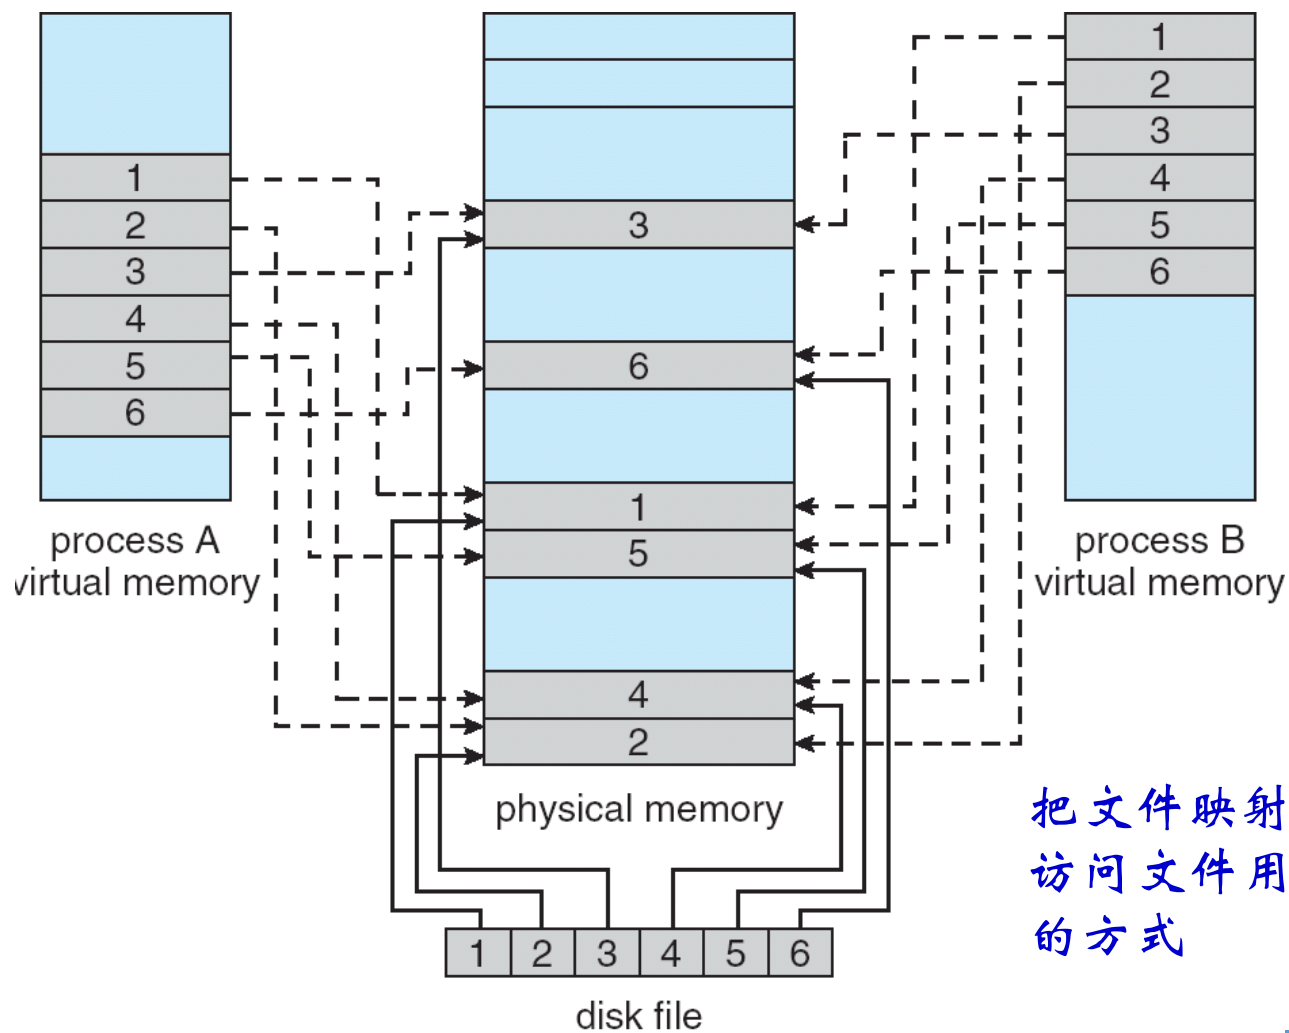 1
2
3
4
5
6
process A
virtual memory
3
6
1
5
4
2
physical memory
1
2
3
4
5
6
process B
virtual memory
把文件映射
访问文件用
的方式
1 2 3 4 5 6
disk file